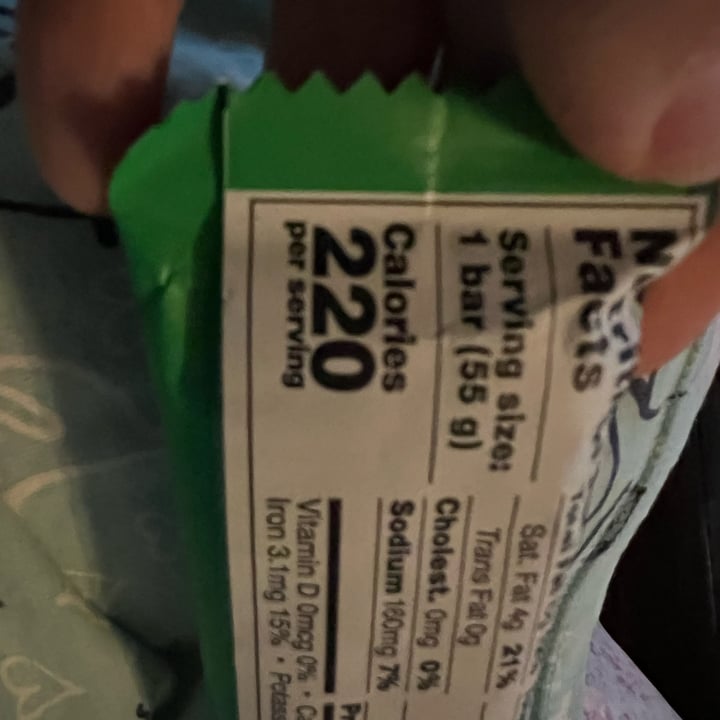 Facts
Serving size:
1 bar (55 g)
Calories
220
per serving
Sat. Fat 4g 21%
Trans Fat 0g
Cholest. 0mg 0%
Sodium 160mg 7%
Vitamin D 0mcg 0% •
Iron 3.1mg 15% •